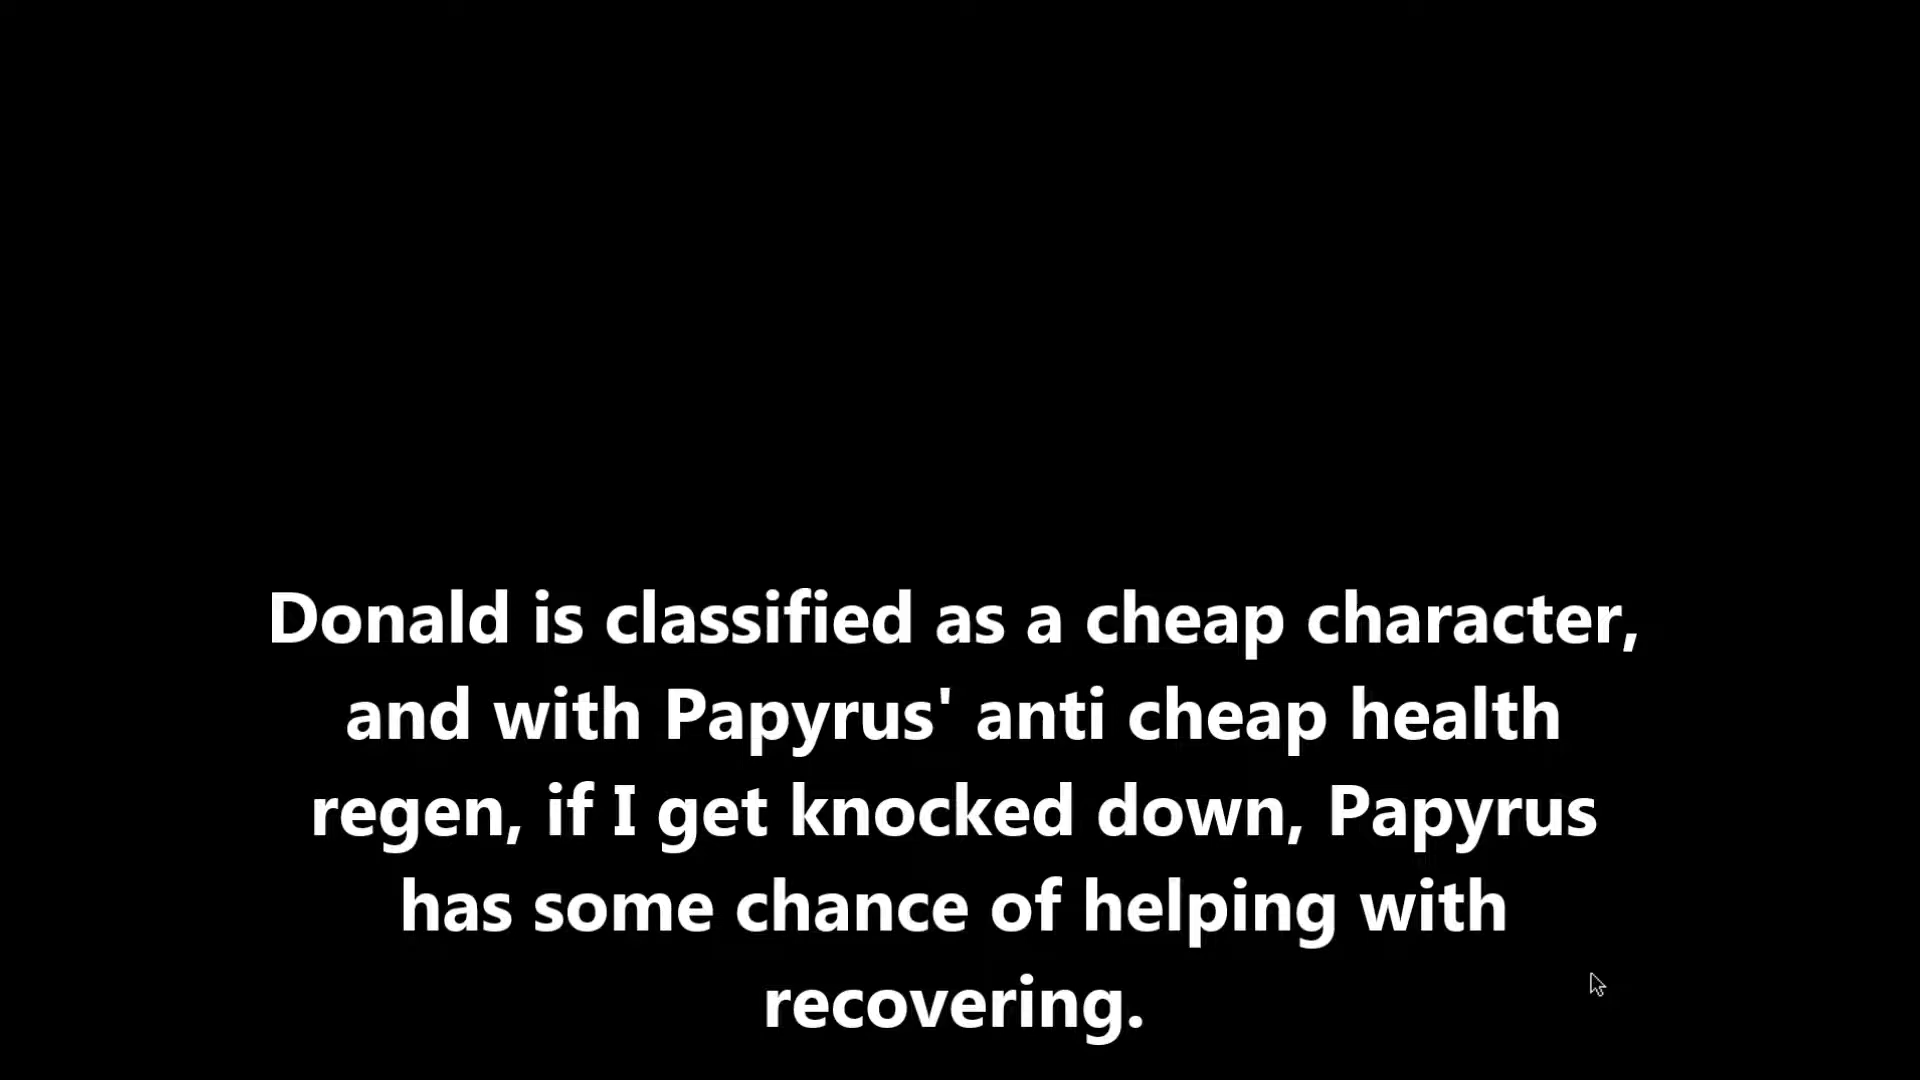 Donald is classified as a cheap character,
and with Papyrus' anti cheap health
regen, if I get knocked down, Papyrus
has some chance of helping with
recovering.